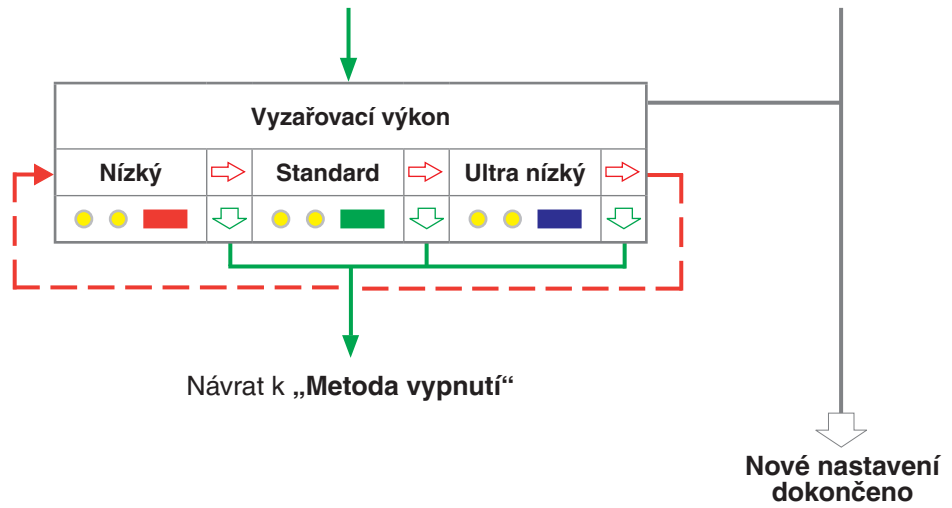 Vyzařovací výkon
Nízký
Standard
Ultra nízký
Návrat k „Metoda vypnutí“
Nové nastavení
dokončeno